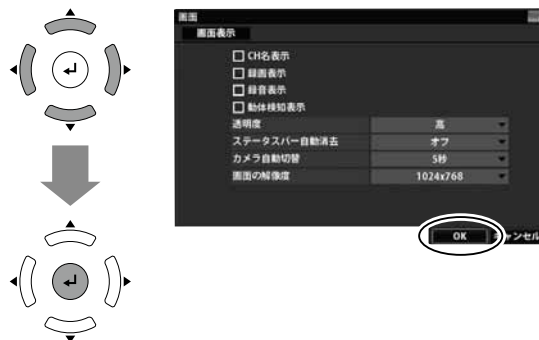 画面
画面表示
CH名表示
録画表示
録音表示
動体検知表示
透明度 高
ステータスバー自動消去 オフ
カメラ自動切替 5秒
画面の解像度 1024x768
OK キャンセル